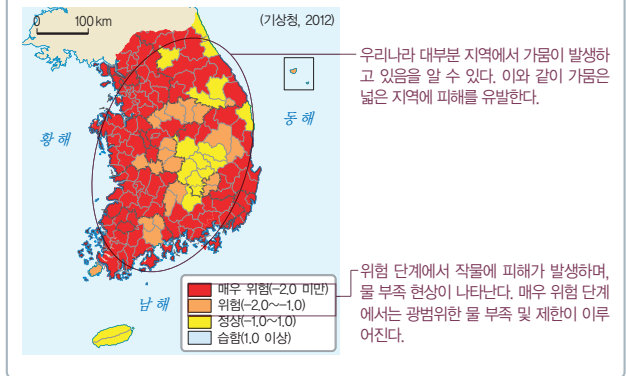 0 100 km
(기상청, 2012)
우리나라 대부분 지역에서 가뭄이 발생하
고 있음을 알 수 있다. 이와 같이 가뭄은
넓은 지역에 피해를 유발한다.
동해
황해
남해
매우 위험(-2.0 미만)
위험(-2.0~-1.0)
정상(-1.0~1.0)
습함(1.0 이상)
위험 단계에서 작물에 피해가 발생하며,
물 부족 현상이 나타난다. 매우 위험 단계
에서는 광범위한 물 부족 및 제한이 이루
어진다.